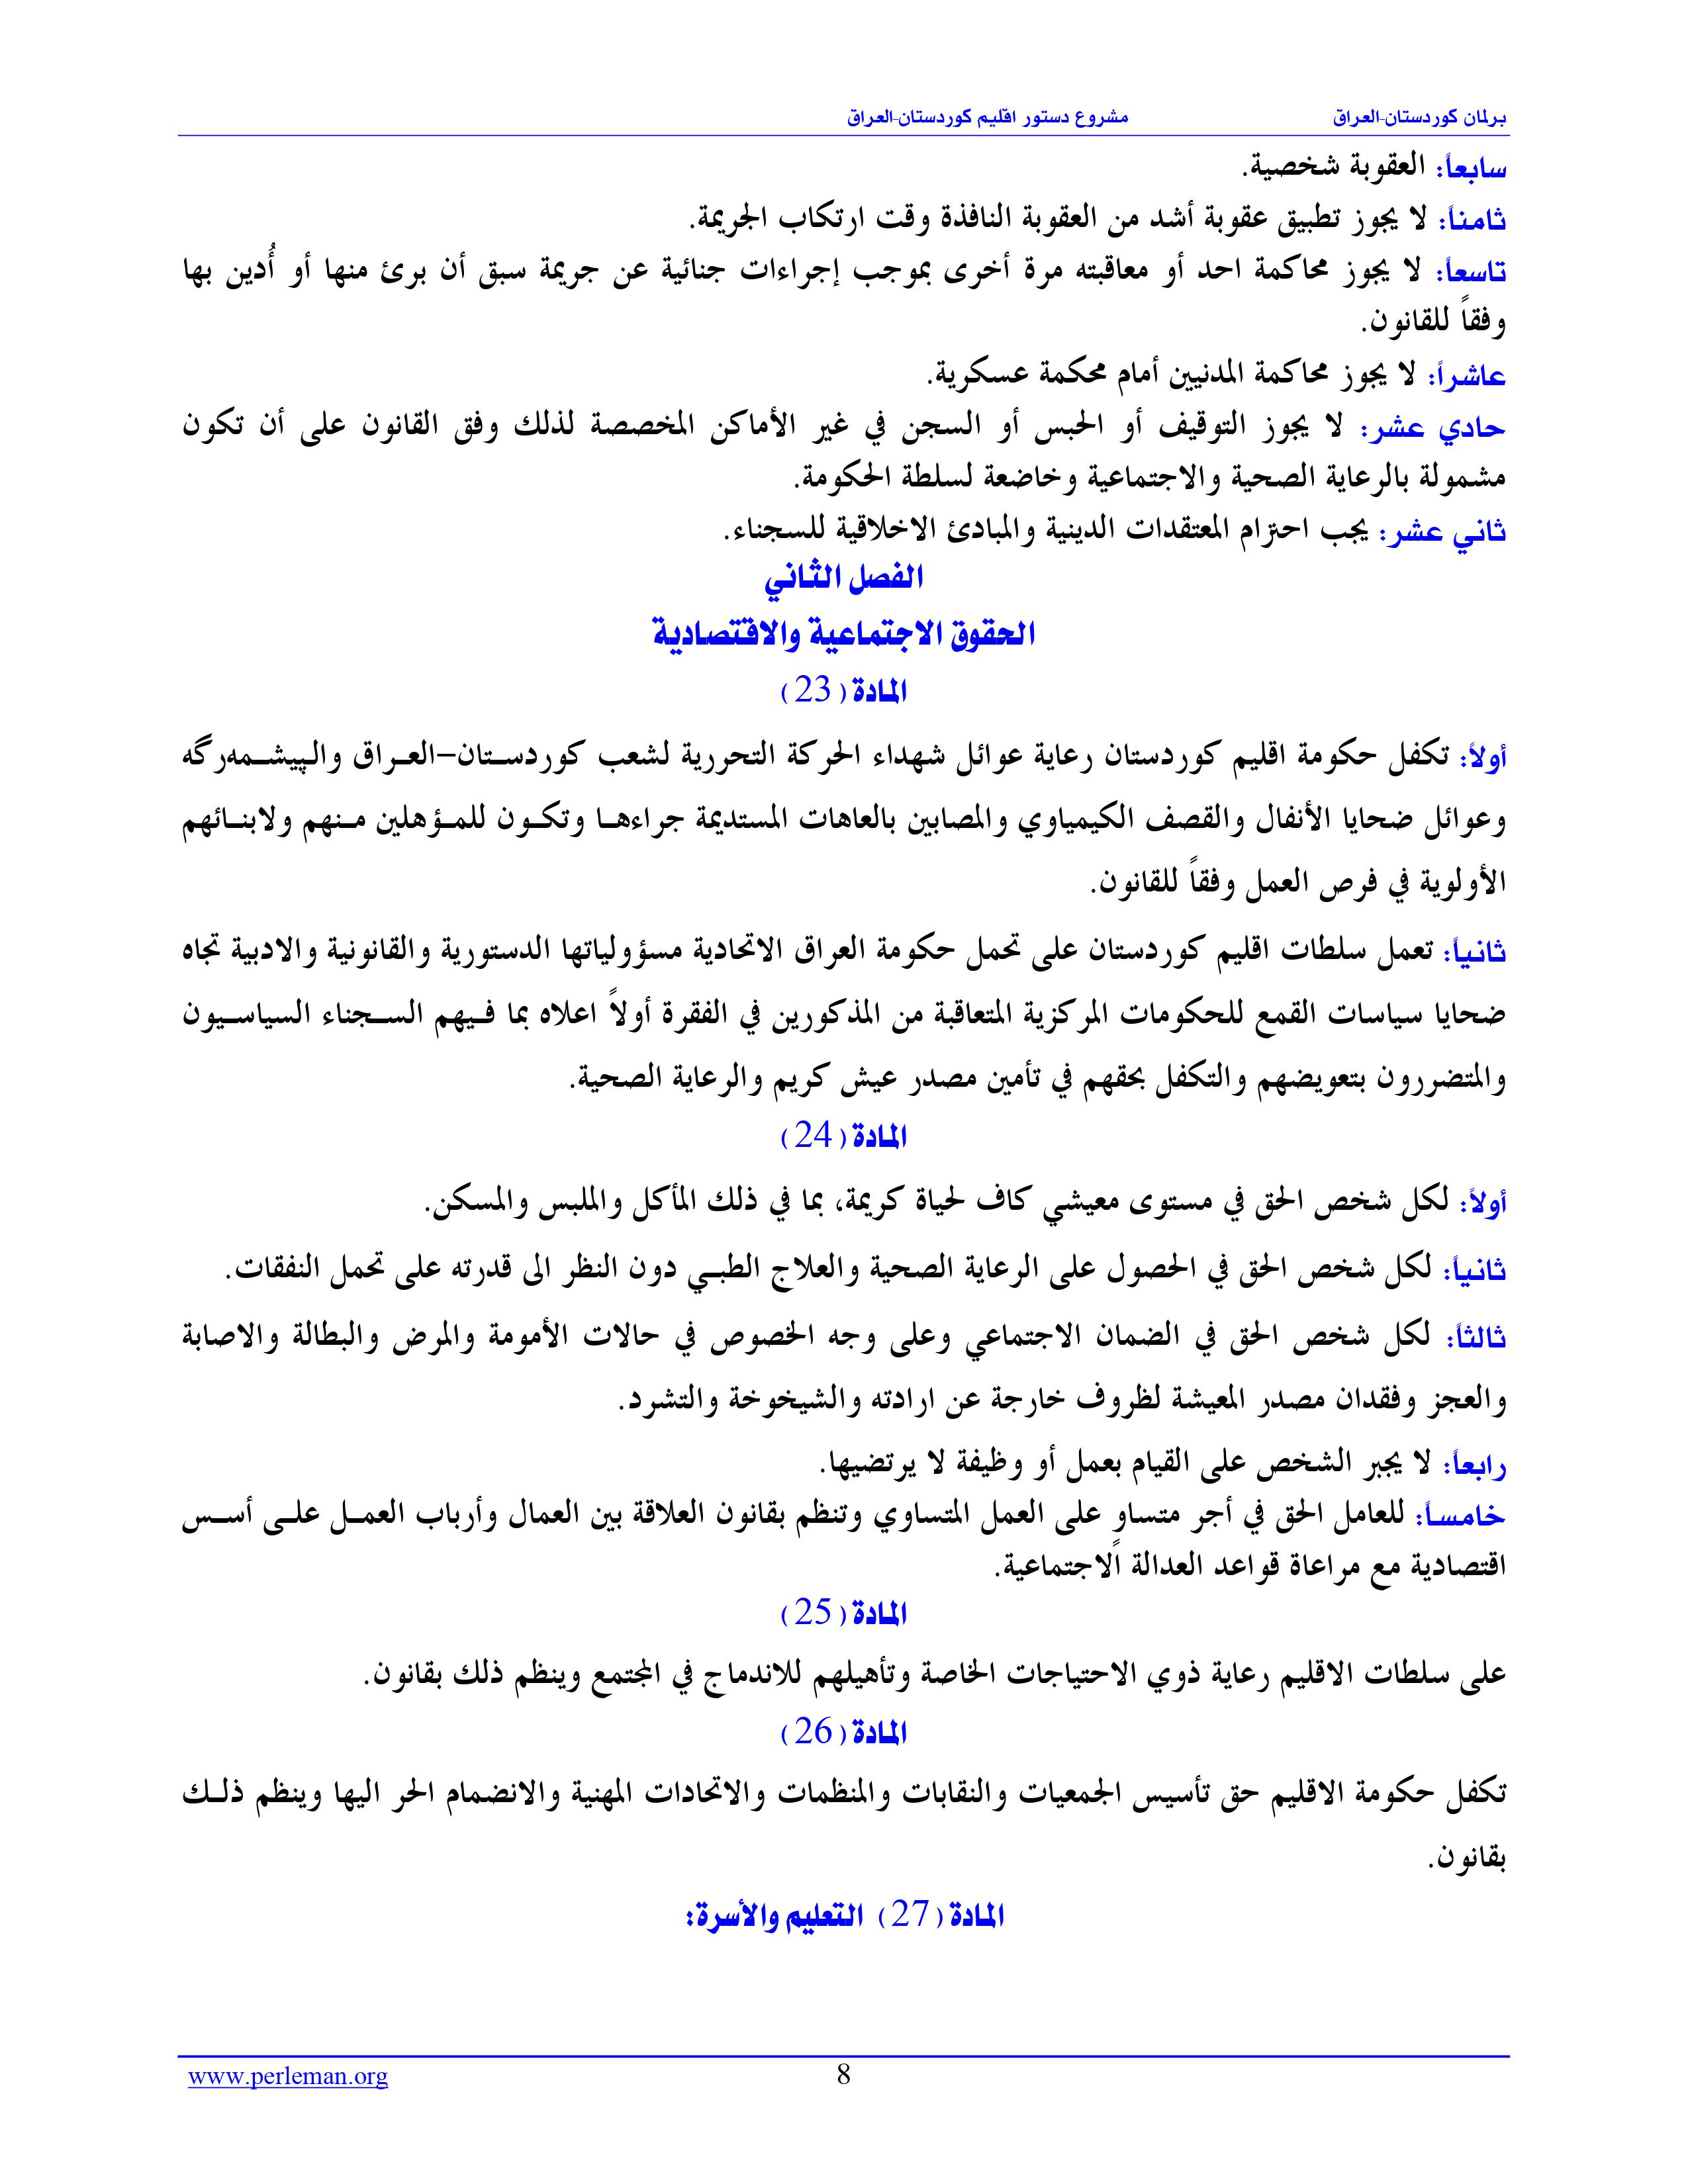 برلمان كوردستان-العراق مشروع دستور اقليم كوردستان-العراق
سابعاً: العقوبة شخصية.
ثامناً: لا يجوز تطبيق عقوبة أشد من العقوبة النافذة وقت ارتكاب الجريمة.
تاسعاً: لا يجوز محاكمة احد أو معاقبته مرة أخرى بموجب إجراءات جنائية عن جريمة سبق أن برئ منها أو أُدين بها
وفقاً للقانون.
عاشراً: لا يجوز محاكمة المدنيين أمام محكمة عسكرية.
حادي عشر: لا يجوز التوقيف أو الحبس أو السجن في غير الأماكن المخصصة لذلك وفق القانون على أن تكون
مشمولة بالرعاية الصحية والاجتماعية وخاضعة لسلطة الحكومة.
ثاني عشر: يجب احترام المعتقدات الدينية والمبادئ الاخلاقية للسجناء.
الفصل الثاني
الحقوق الاجتماعية والاقتصادية
المادة (23)
أولاً: تكفل حكومة اقليم كوردستان رعاية عوائل شهداء الحركة التحررية لشعب كوردستان–العراق والپيشمەرگە
وعوائل ضحايا الأنفال والقصف الكيمياوي والمصابين بالعاهات المستديمة جراءها وتكون للمؤهلين منهم ولابنائهم
الأولوية في فرص العمل وفقاً للقانون.
ثانياً: تعمل سلطات اقليم كوردستان على تحمل حكومة العراق الاتحادية مسؤولياتها الدستورية والقانونية والادبية تجاه
ضحايا سياسات القمع للحكومات المركزية المتعاقبة من المذكورين في الفقرة أولاً اعلاه بما فيهم السجناء السياسيون
والمتضررون بتعويضهم والتكفل بحقهم في تأمين مصدر عيش كريم والرعاية الصحية.
المادة (24)
أولاً: لكل شخص الحق في مستوى معيشي كاف لحياة كريمة، بما في ذلك المأكل والملبس والمسكن.
ثانياً: لكل شخص الحق في الحصول على الرعاية الصحية والعلاج الطبي دون النظر الى قدرته على تحمل النفقات.
ثالثاً: لكل شخص الحق في الضمان الاجتماعي وعلى وجه الخصوص في حالات الأمومة والمرض والبطالة والاصابة
والعجز وفقدان مصدر المعيشة لظروف خارجة عن ارادته والشيخوخة والتشرد.
رابعاً: لا يجبر الشخص على القيام بعمل أو وظيفة لا يرتضيها.
خامساً: للعامل الحق في أجر متساوٍ على العمل المتساوي وتنظم بقانون العلاقة بين العمال وأرباب العمل على أسس
اقتصادية مع مراعاة قواعد العدالة الاجتماعية.
المادة (25)
على سلطات الاقليم رعاية ذوي الاحتياجات الخاصة وتأهيلهم للاندماج في المجتمع وينظم ذلك بقانون.
المادة (26)
تكفل حكومة الاقليم حق تأسيس الجمعيات والنقابات والمنظمات والاتحادات المهنية والانضمام الحر اليها وينظم ذلك
بقانون.
المادة (27) التعليم والأسرة:
www.perleman.org 8